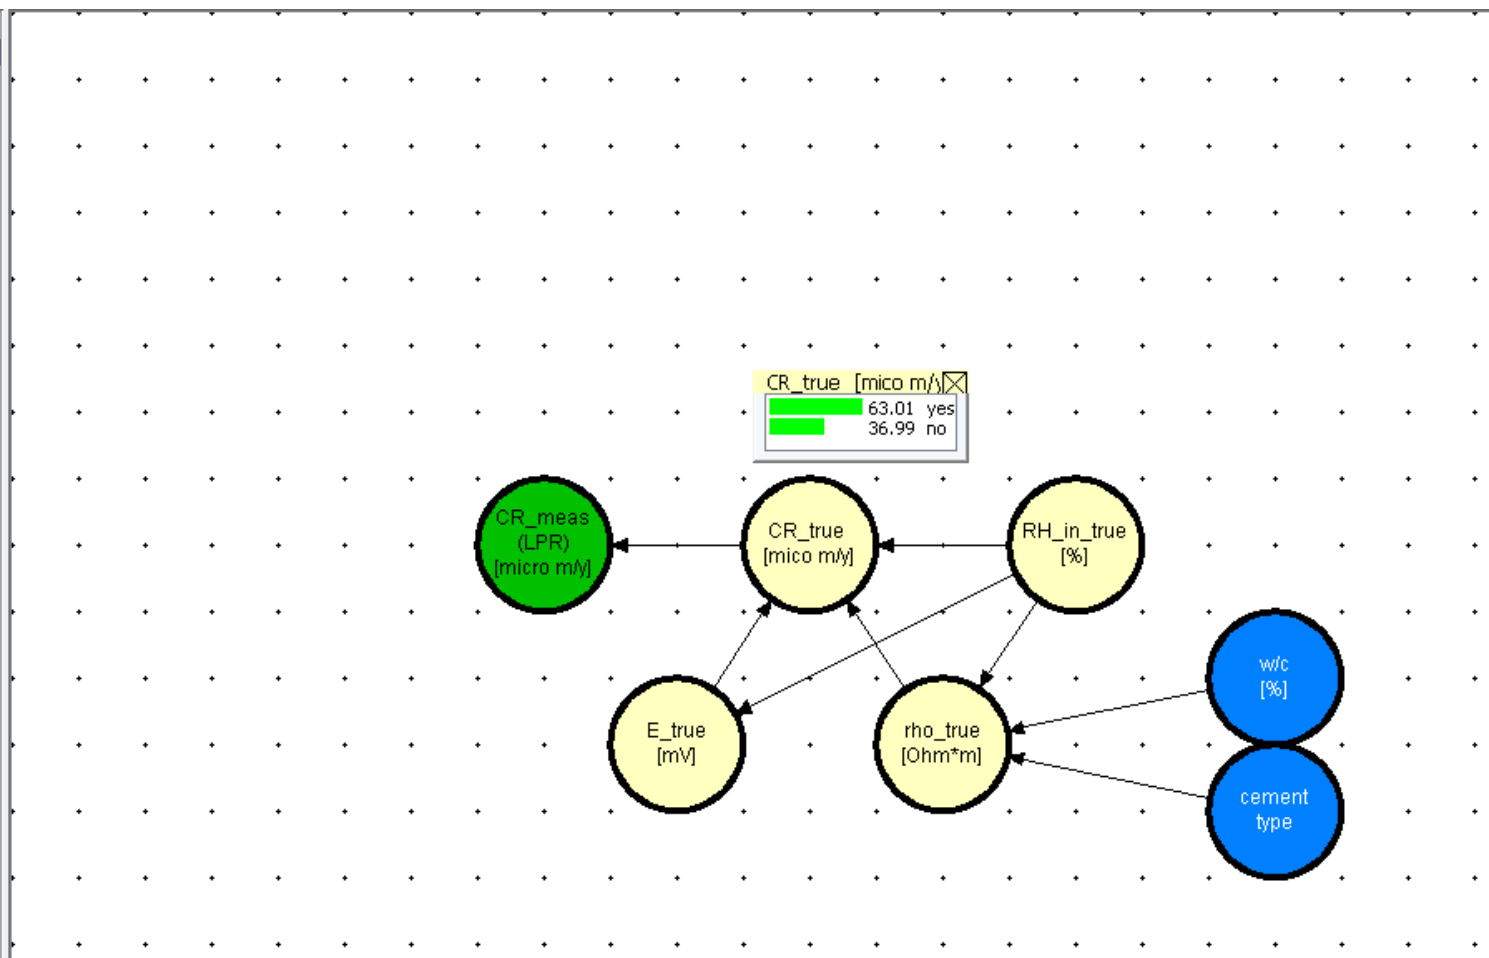 CR_true [mico m/y
63.01 yes
36.99 no
CR_meas
(LPR)
[micro m/y]
CR_true
[mico m/y]
RH_in_true
[%]
E_true
[mV]
rho_true
[Ohm*m]
w/c
[%]
cement
type